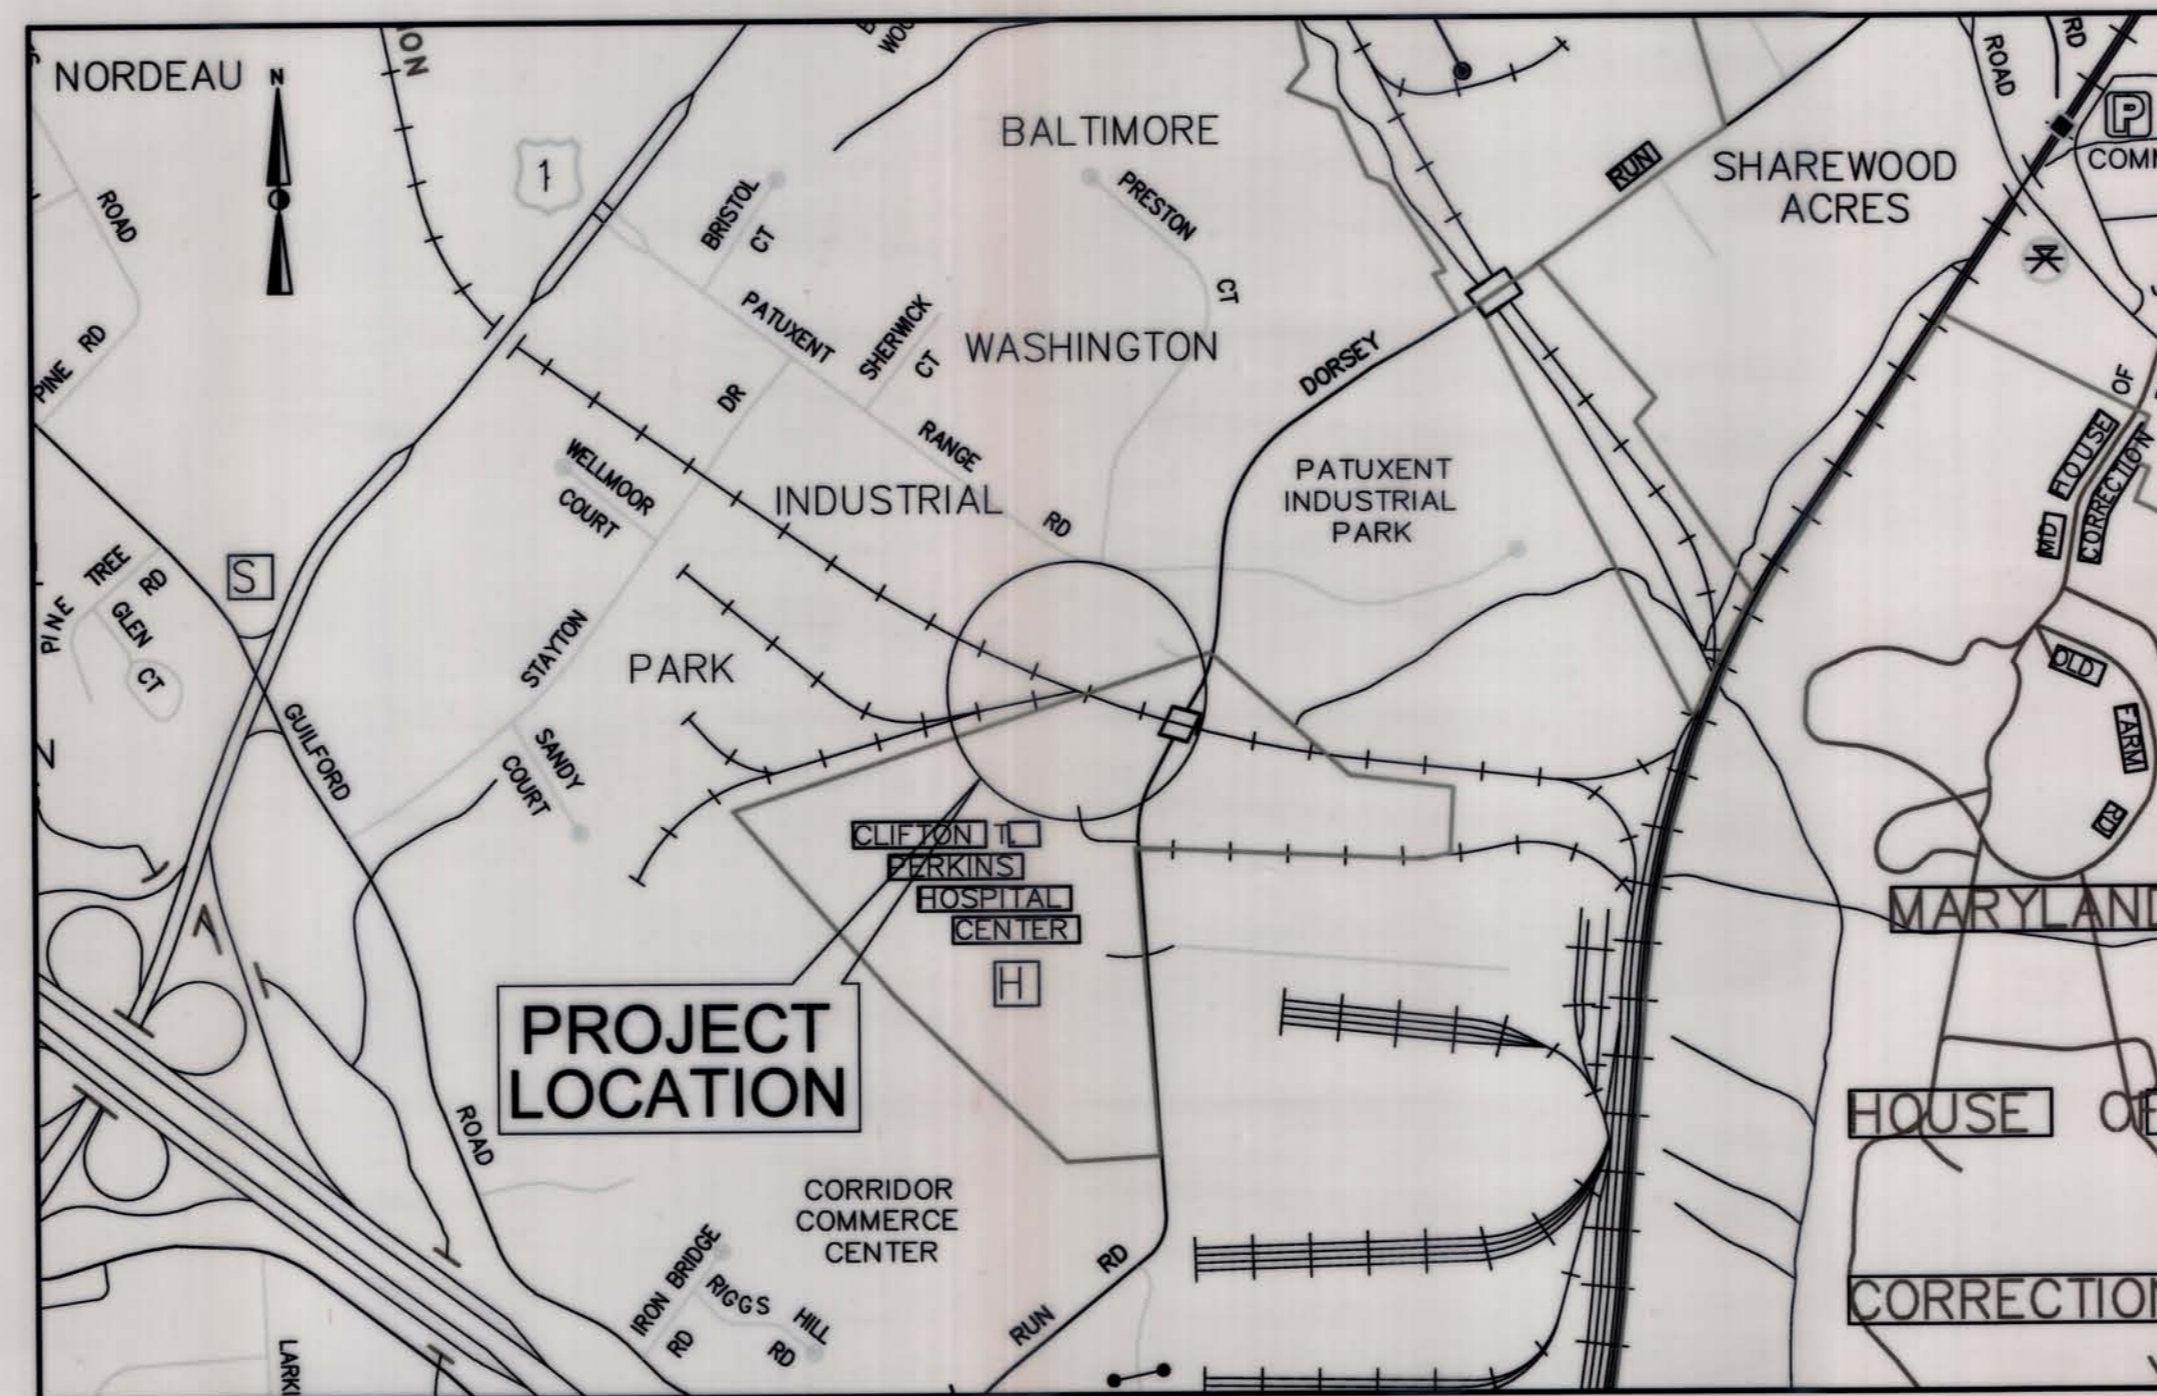 NORDEAU
N
1
BALTIMORE
WASHINGTON
INDUSTRIAL
PARK
SHAREWOOD
ACRES
PATUXENT
INDUSTRIAL
PARK
ROAD
PINE RD
BRISTOL
CT
PRESTON
CT
PATUXENT
RANGE
RD
SHERWICK
CT
STAYTON
DR
WELLMOOR
COURT
SANDY
COURT
DORSEY
RUN
ROAD
RD
P
S
PINE TREE
RD
GLEN
CT
GUILFORD
ROAD
CLIFTON T.
PERKINS
HOSPITAL
CENTER
H
PROJECT
LOCATION
CORRIDOR
COMMERCE
CENTER
IRON BRIDGE
RD
RIGGS HILL
RD
RUN RD
MD HOUSE OF
CORRECTION
OLD
FARM
RD
MARYLAND
HOUSE OF
CORRECTION